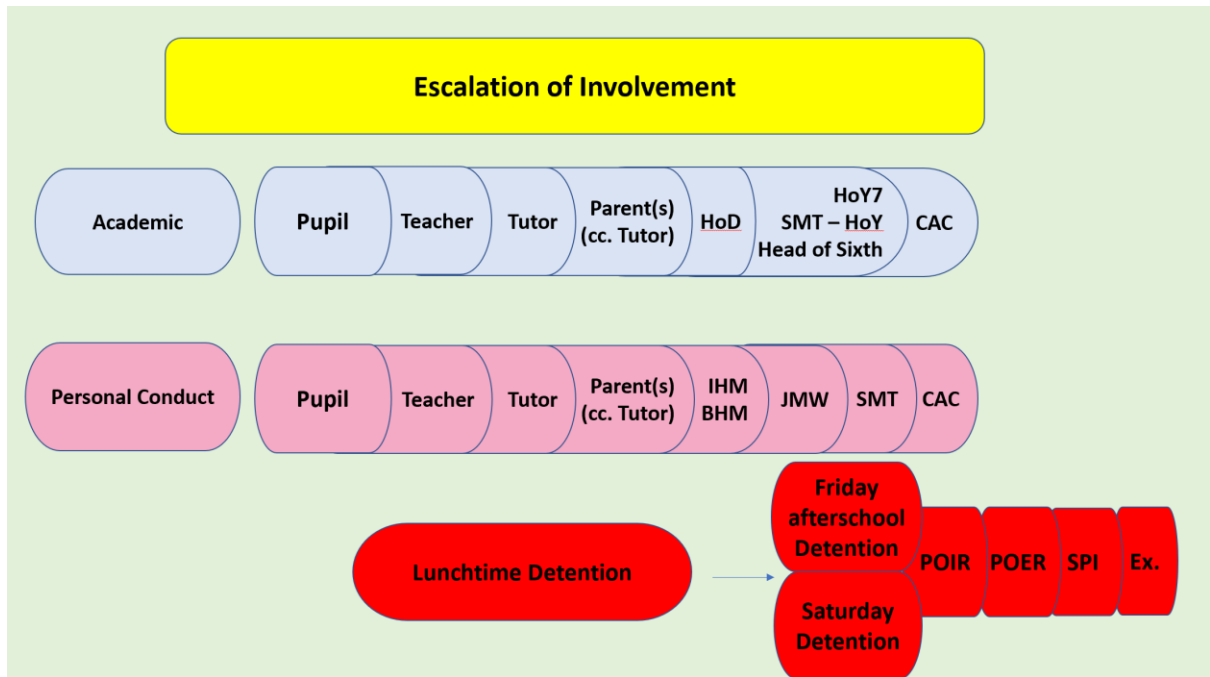 Escalation of Involvement
Academic
Pupil
Teacher
Tutor
Parent(s)
(cc. Tutor)
HoD
HoY7
SMT – HoY
Head of Sixth
CAC
Personal Conduct
Pupil
Teacher
Tutor
Parent(s)
(cc. Tutor)
IHM
BHM
JMW
SMT
CAC
Lunchtime Detention
Friday
afterschool
Detention
Saturday
Detention
POIR
POER
SPI
Ex.